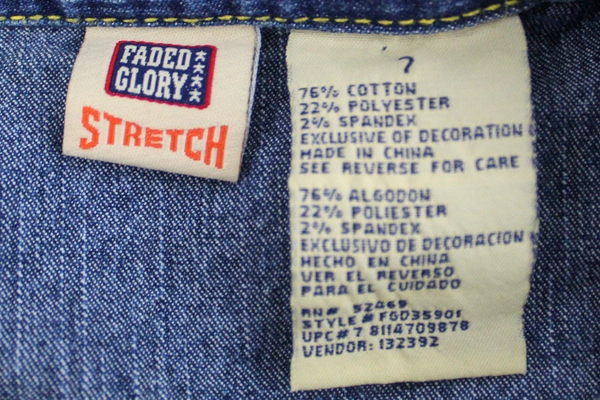 FADED
GLORY
STRETCH
7
76% COTTON
22% POLYESTER
2% SPANDEX
EXCLUSIVE OF DECORATION
MADE IN CHINA
SEE REVERSE FOR CARE
76% ALGODON
22% POLIESTER
2% SPANDEX
EXCLUSIVO DE DECORACION
HECHO EN CHINA
VER EL REVERSO
PARA EL CUIDADO
RN# 52469
STYLE# FGD35901
UPC# 7 8114709878
VENDOR: 132392